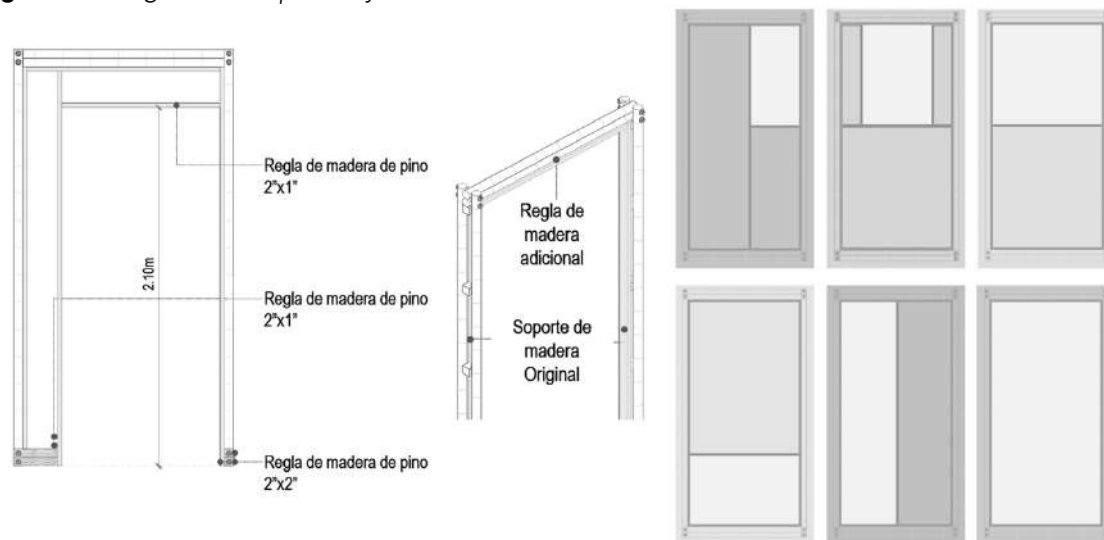 Regla de madera de pino
2"x1"
2.10m
Regla de madera de pino
2"x1"
Regla de madera de pino
2"x2"
Regla de
madera
adicional
Soporte de
madera
Original